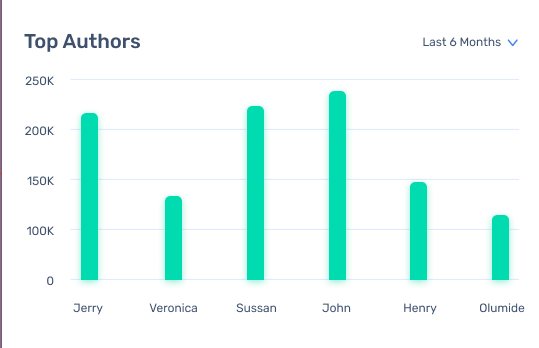 Top Authors
Last 6 Months
250K
200K
150K
100K
0
Jerry Veronica Sussan John Henry Olumide